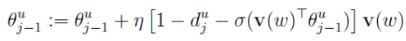 θ^u_{j−1} := θ^u_{j−1} + η [1 − d^u_j − σ(v(w)^⊤θ^u_{j−1})] v(w)